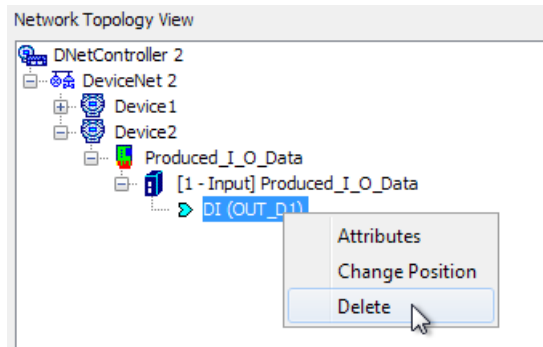 Network Topology View
DNetController 2
DeviceNet 2
Device1
Device2
Produced_I_O_Data
[1 - Input] Produced_I_O_Data
DI (OUT_D1)
Attributes
Change Position
Delete